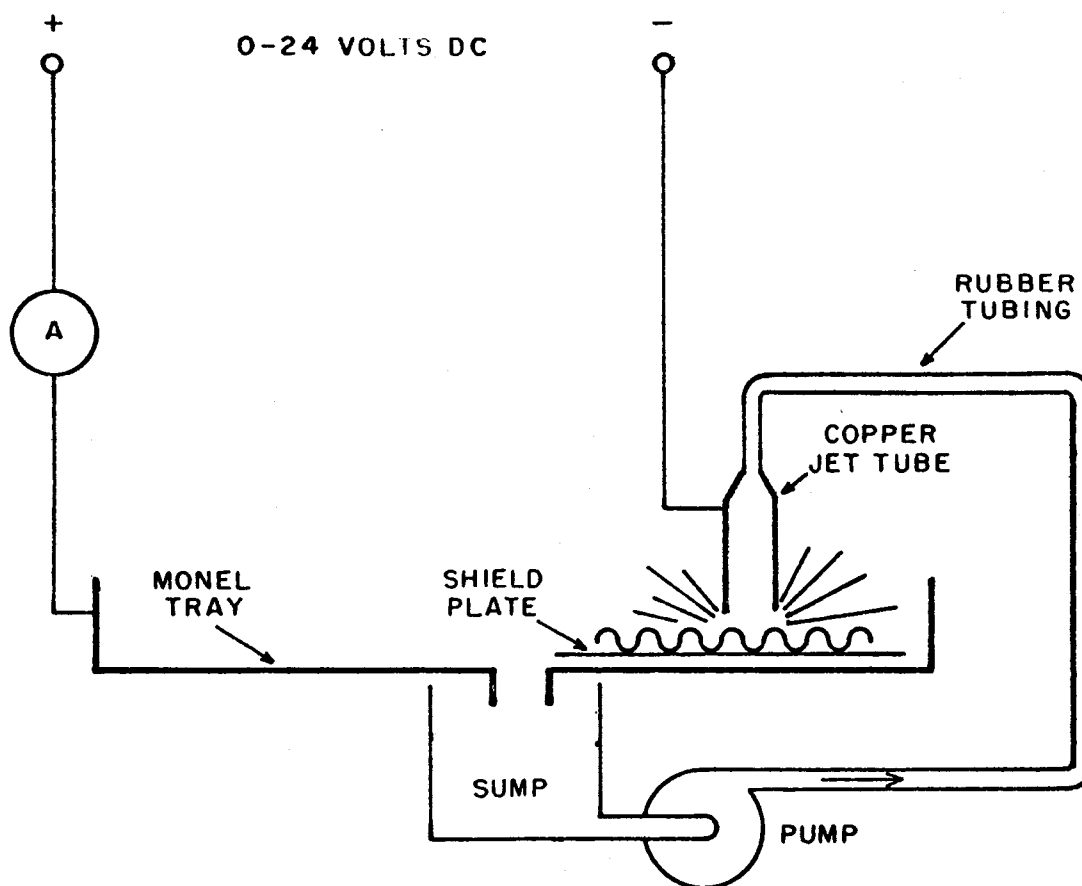 +
−
0-24 VOLTS DC
A
RUBBER
TUBING
COPPER
JET TUBE
MONEL
TRAY
SHIELD
PLATE
SUMP
PUMP